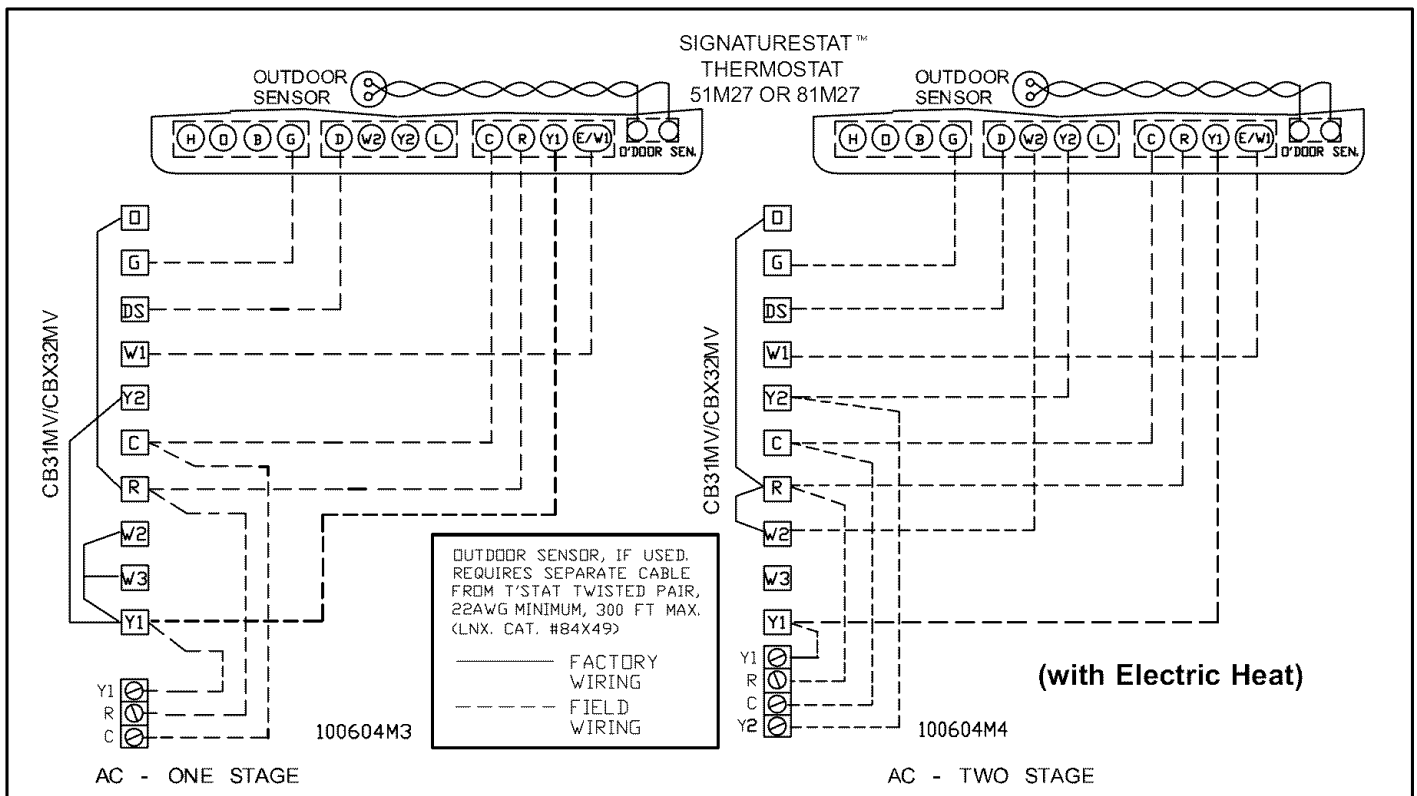 SIGNATURESTAT™
THERMOSTAT
51M27 OR 81M27
OUTDOOR
SENSOR
H O B G D W2 Y2 L C R Y1 E/W1
O'DOOR SEN.
O
G
DS
W1
Y2
C
R
W2
W3
Y1
CB31MV/CBX32MV
Y1
R
C
100604M3
AC - ONE STAGE
OUTDOOR SENSOR, IF USED.
REQUIRES SEPARATE CABLE
FROM T'STAT TWISTED PAIR,
22AWG MINIMUM, 300 FT MAX.
(LNX. CAT. #84X49)
FACTORY
WIRING
FIELD
WIRING
OUTDOOR
SENSOR
H O B G D W2 Y2 L C R Y1 E/W1
O'DOOR SEN.
O
G
DS
W1
Y2
C
R
W2
W3
Y1
CB31MV/CBX32MV
Y1
R
C
Y2
(with Electric Heat)
100604M4
AC - TWO STAGE